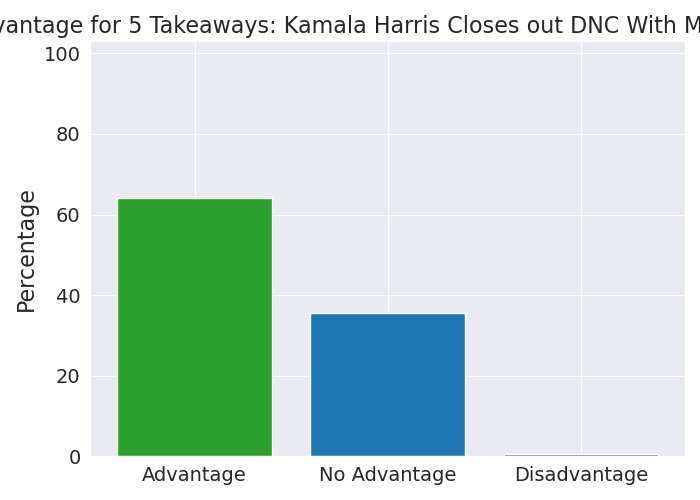 vantage for 5 Takeaways: Kamala Harris Closes out DNC With M
100
80
60
40
20
0
Percentage
Advantage
No Advantage
Disadvantage